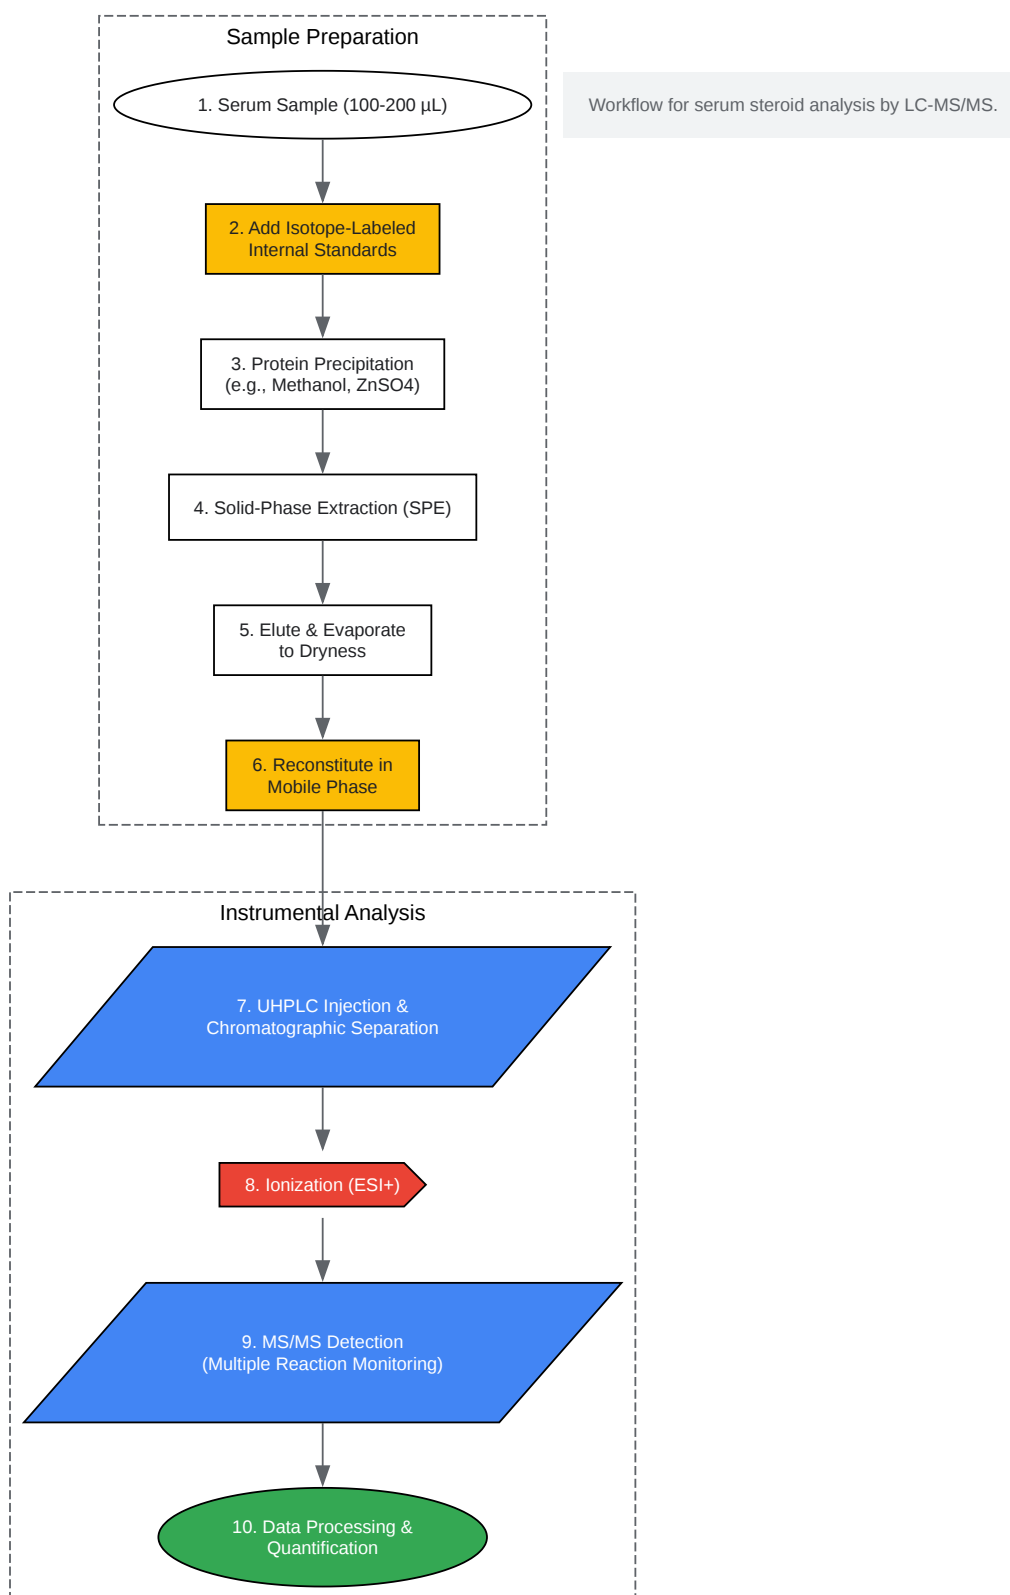 Sample Preparation
1. Serum Sample (100-200 µL)
Workflow for serum steroid analysis by LC-MS/MS.
2. Add Isotope-Labeled
Internal Standards
3. Protein Precipitation
(e.g., Methanol, ZnSO4)
4. Solid-Phase Extraction (SPE)
5. Elute & Evaporate
to Dryness
6. Reconstitute in
Mobile Phase
Instrumental Analysis
7. UHPLC Injection &
Chromatographic Separation
8. Ionization (ESI+)
9. MS/MS Detection
(Multiple Reaction Monitoring)
10. Data Processing &
Quantification